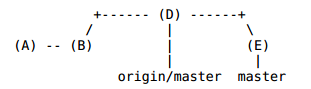 +------ (D) ------+
/ | \
(A) -- (B) | (E)
| |
origin/master master